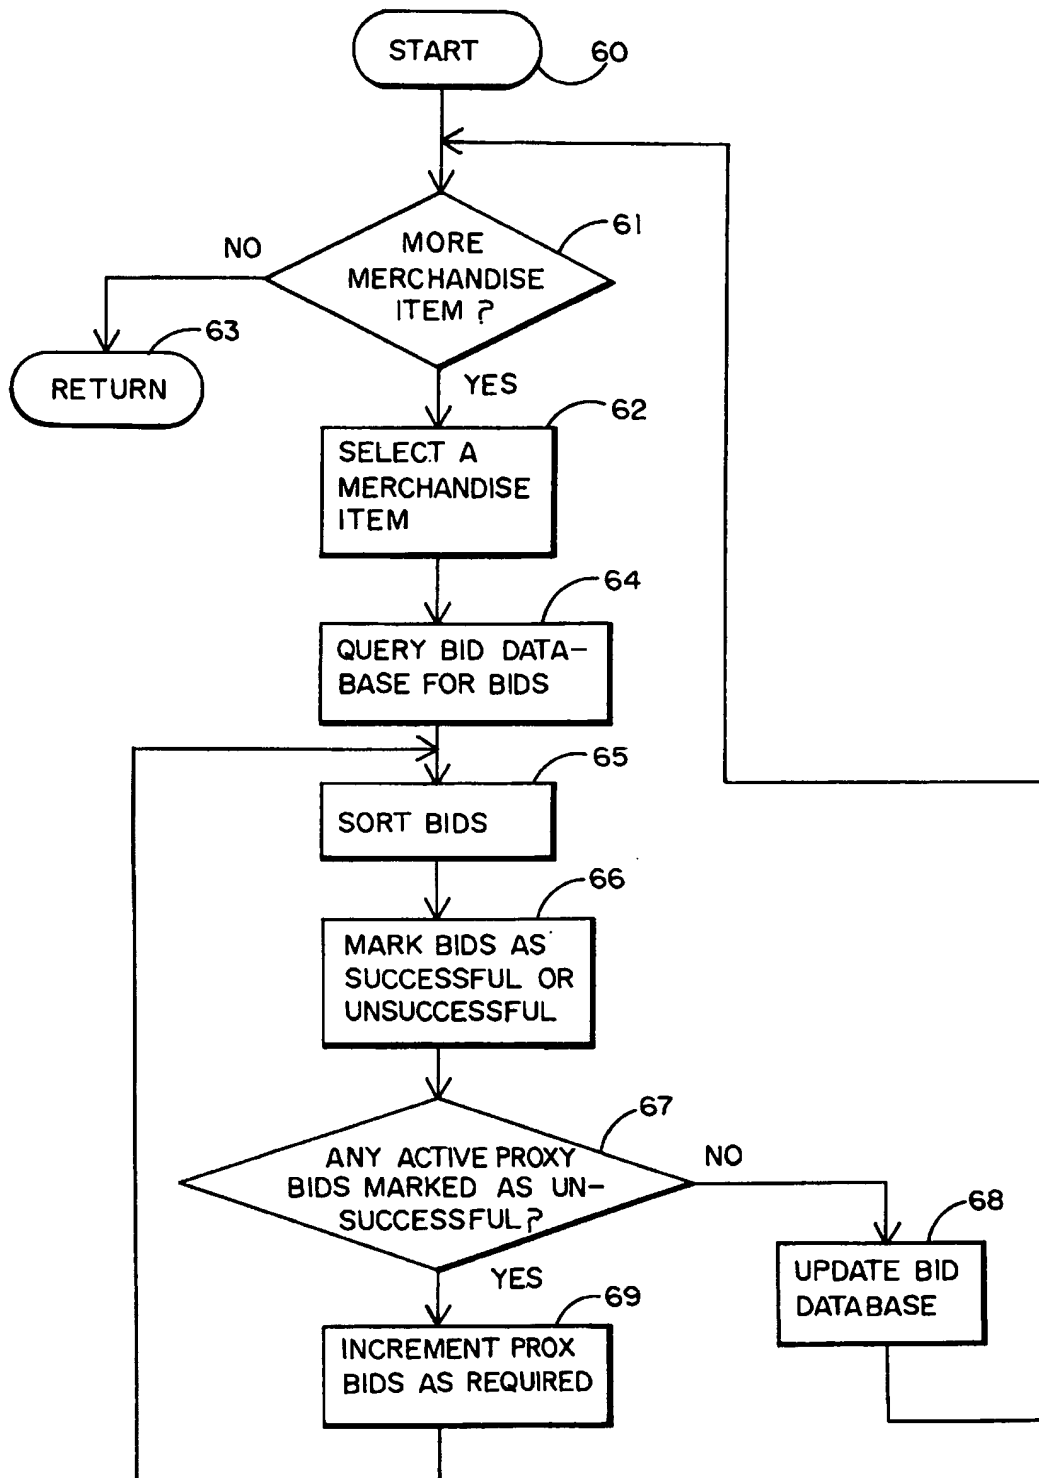 START
60
61
MORE
MERCHANDISE
ITEM ?
NO
63
RETURN
YES
62
SELECT A
MERCHANDISE
ITEM
64
QUERY BID DATA-
BASE FOR BIDS
65
SORT BIDS
66
MARK BIDS AS
SUCCESSFUL OR
UNSUCCESSFUL
67
ANY ACTIVE PROXY
BIDS MARKED AS UN-
SUCCESSFUL?
NO
68
UPDATE BID
DATABASE
YES
69
INCREMENT PROX
BIDS AS REQUIRED